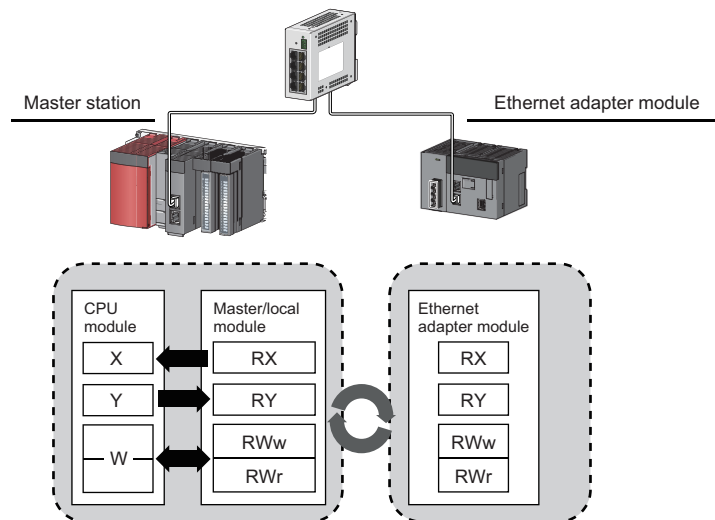 Master station
Ethernet adapter module
CPU
module
Master/local
module
Ethernet
adapter module
X
RX
RX
Y
RY
RY
W
RWw
RWw
RWr
RWr